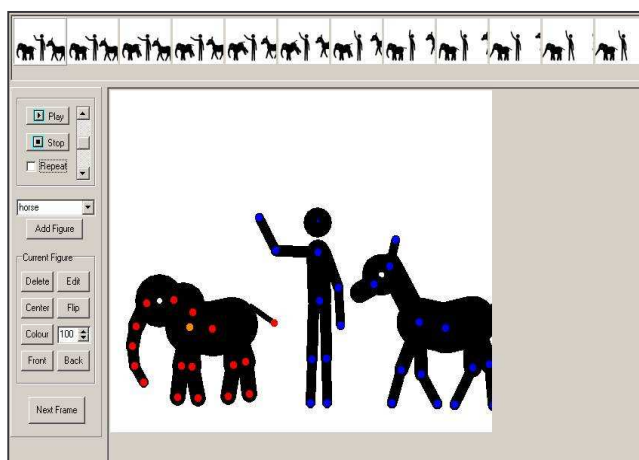 Play
Stop
Repeat
horse
Add Figure
Current Figure
Delete Edit
Center Flip
Colour 100
Front Back
Next Frame